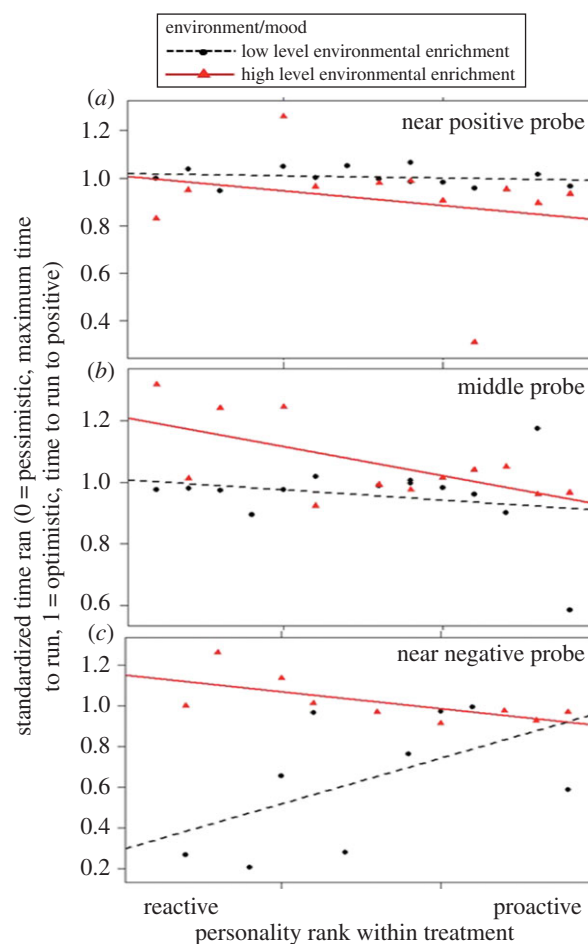 environment/mood
low level environmental enrichment
high level environmental enrichment
standardized time ran (0 = pessimistic, maximum time
to run, 1 = optimistic, time to run to positive)
(a)
near positive probe
1.2
1.0
0.8
0.6
0.4
(b)
middle probe
1.2
1.0
0.8
0.6
(c)
near negative probe
1.2
1.0
0.8
0.6
0.4
0.2
reactive
proactive
personality rank within treatment